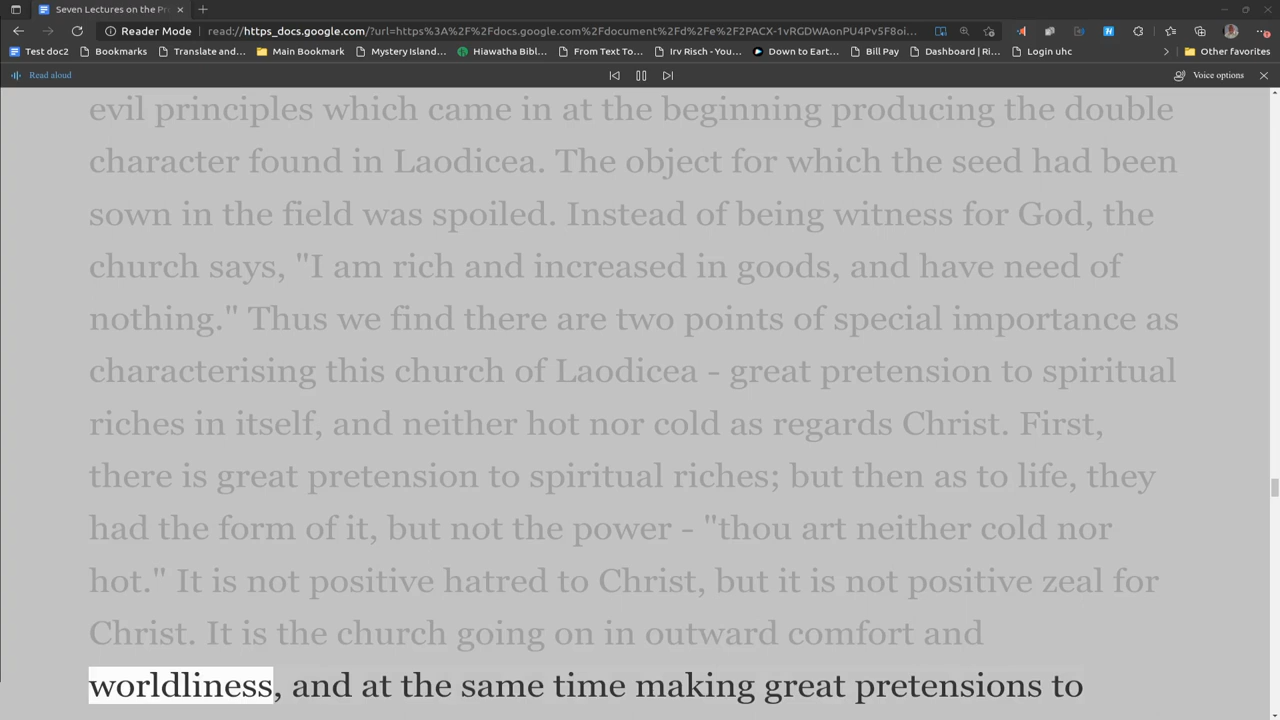 Seven Lectures on the Pro
Reader Mode
read://https_docs.google.com/?url=https%3A%2F%2Fdocs.google.com%2Fdocument%2Fd%2Fe%2F2PACX-1vRGDWAonPU4Pv5F8oi...
Test doc2 Bookmarks Translate and... Main Bookmark Mystery Island... Hiawatha Bibl... From Text To... Irv Risch - You... Down to Ear... Bill Pay Dashboard | Ri... Login uhc Other favorites
Read aloud Voice options
evil principles which came in at the beginning producing the double
character found in Laodicea. The object for which the seed had been
sown in the field was spoiled. Instead of being witness for God, the
church says, "I am rich and increased in goods, and have need of
nothing." Thus we find there are two points of special importance as
characterising this church of Laodicea - great pretension to spiritual
riches in itself, and neither hot nor cold as regards Christ. First,
there is great pretension to spiritual riches; but then as to life, they
had the form of it, but not the power - "thou art neither cold nor
hot." It is not positive hatred to Christ, but it is not positive zeal for
Christ. It is the church going on in outward comfort and
worldliness, and at the same time making great pretensions to